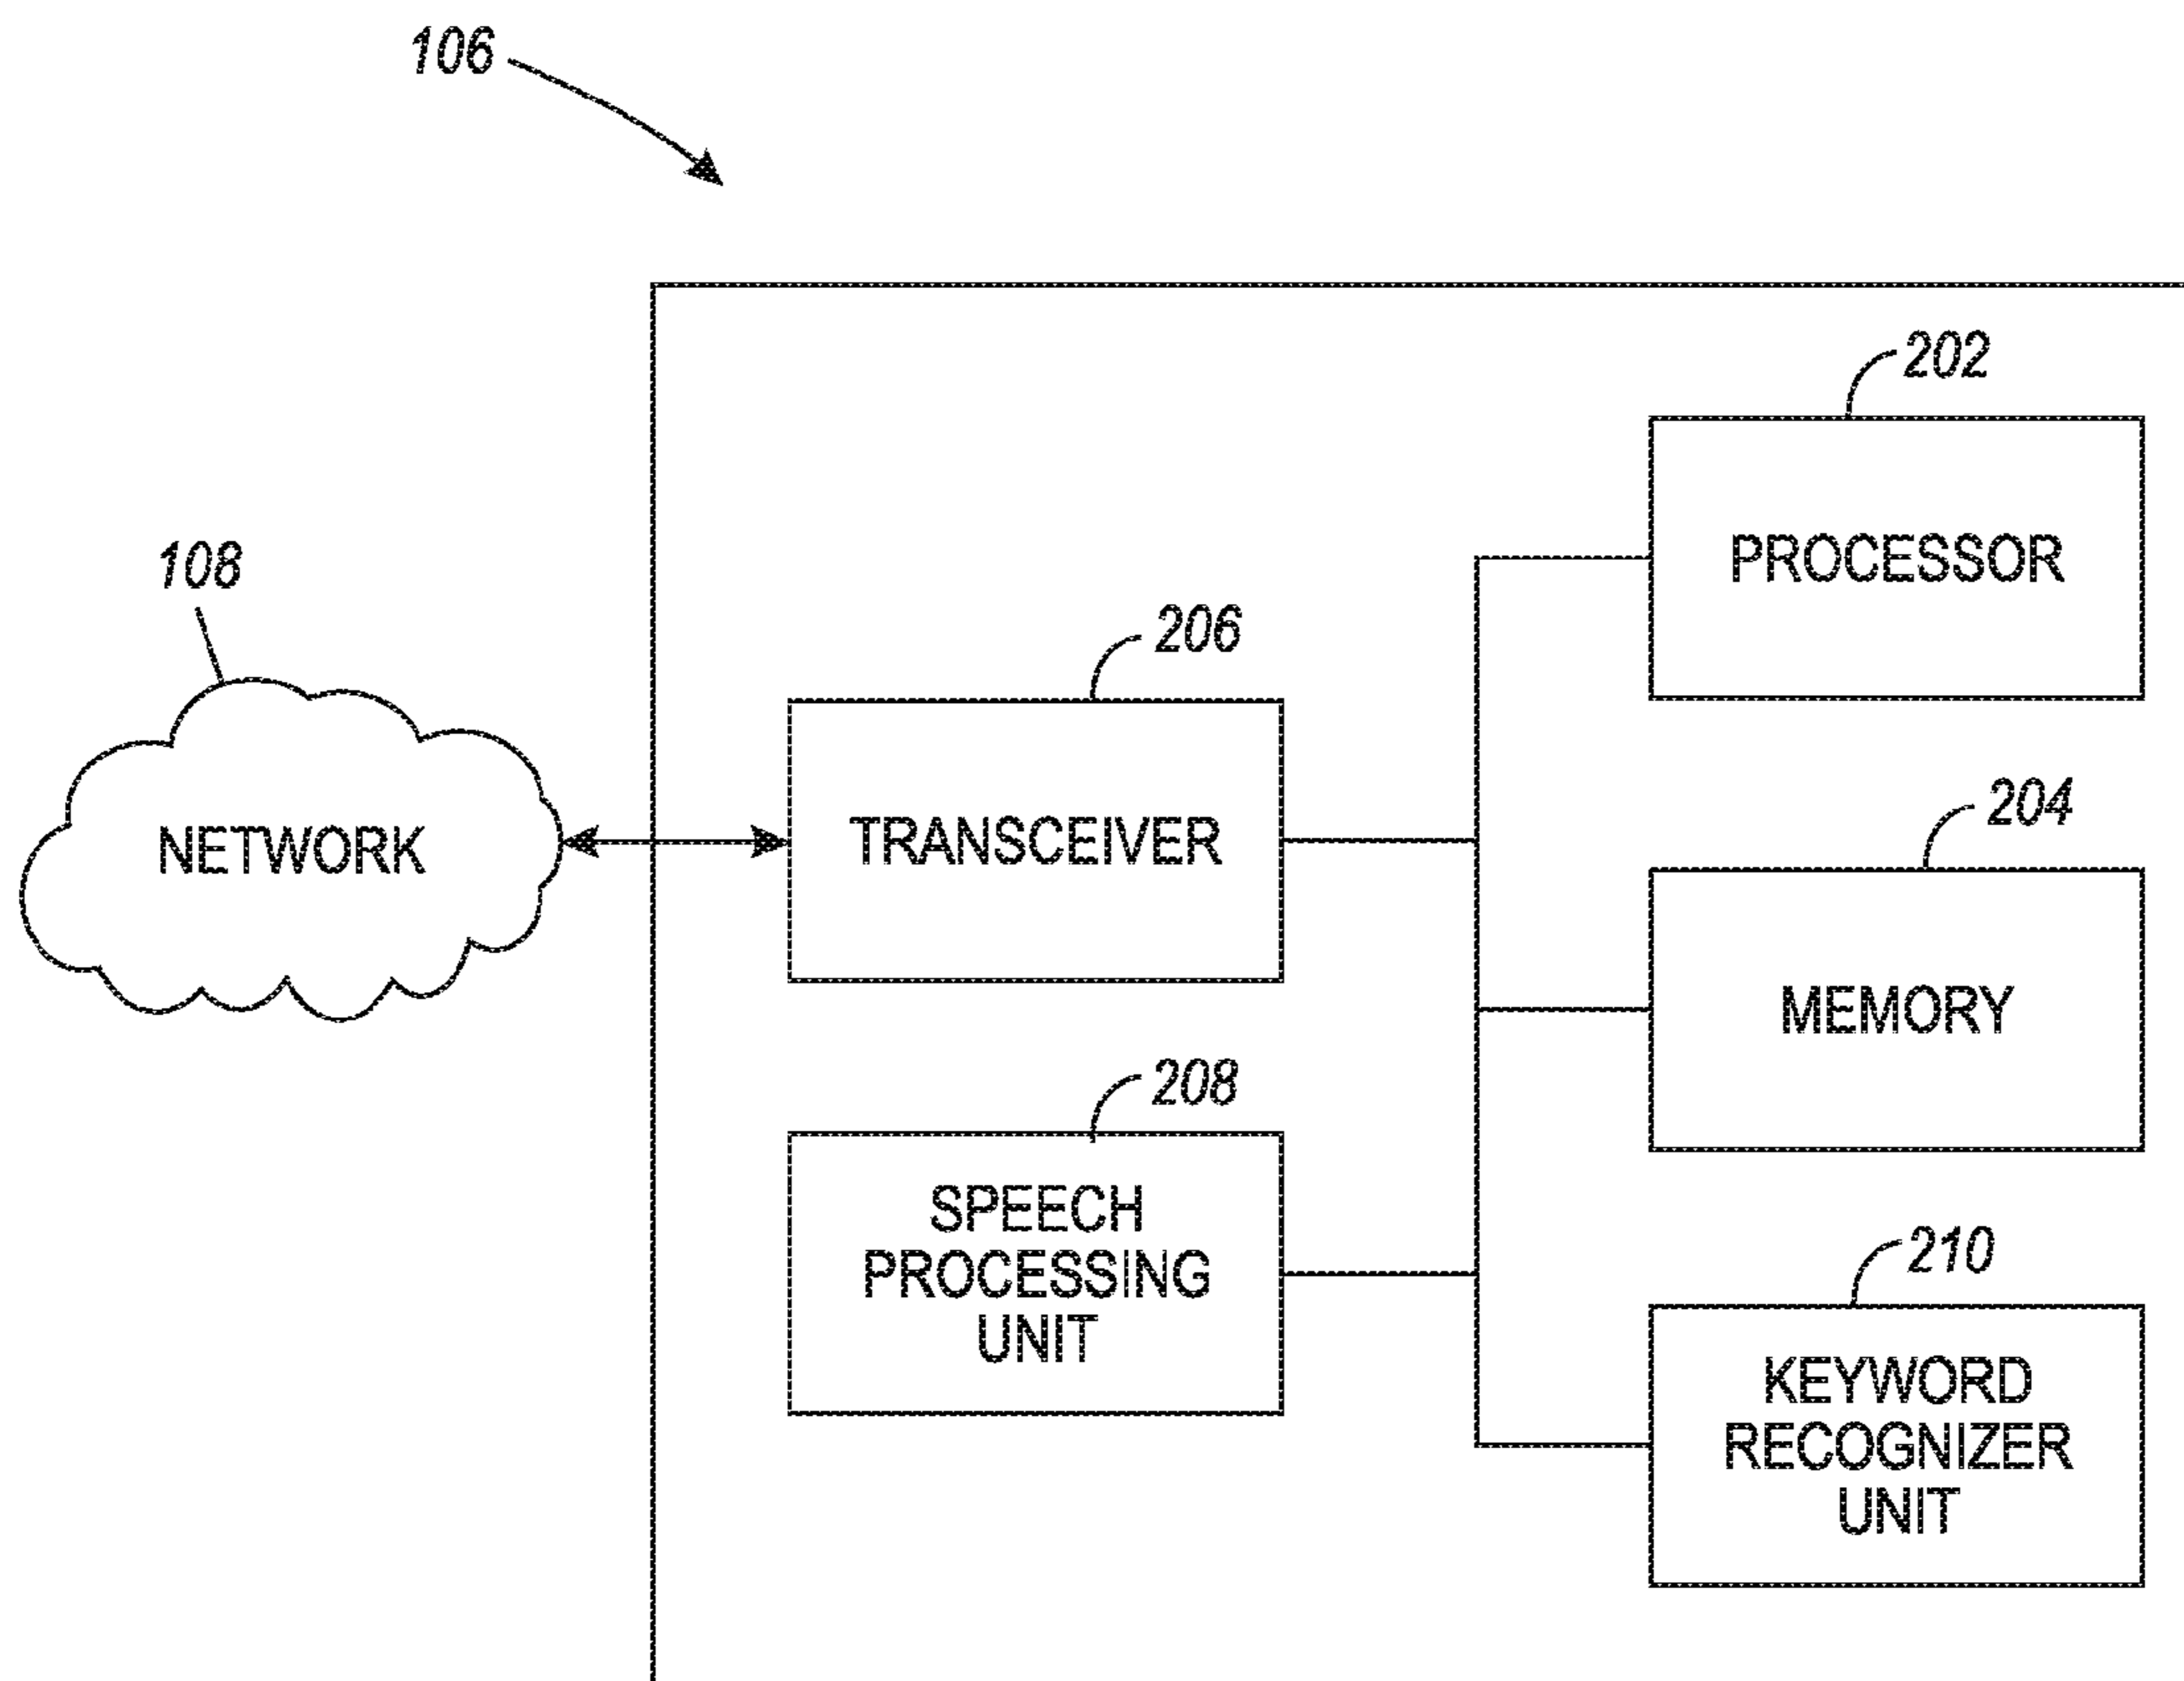 106
202
PROCESSOR
108
206
NETWORK
TRANSCEIVER
204
MEMORY
208
SPEECH
PROCESSING
UNIT
210
KEYWORD
RECOGNIZER
UNIT